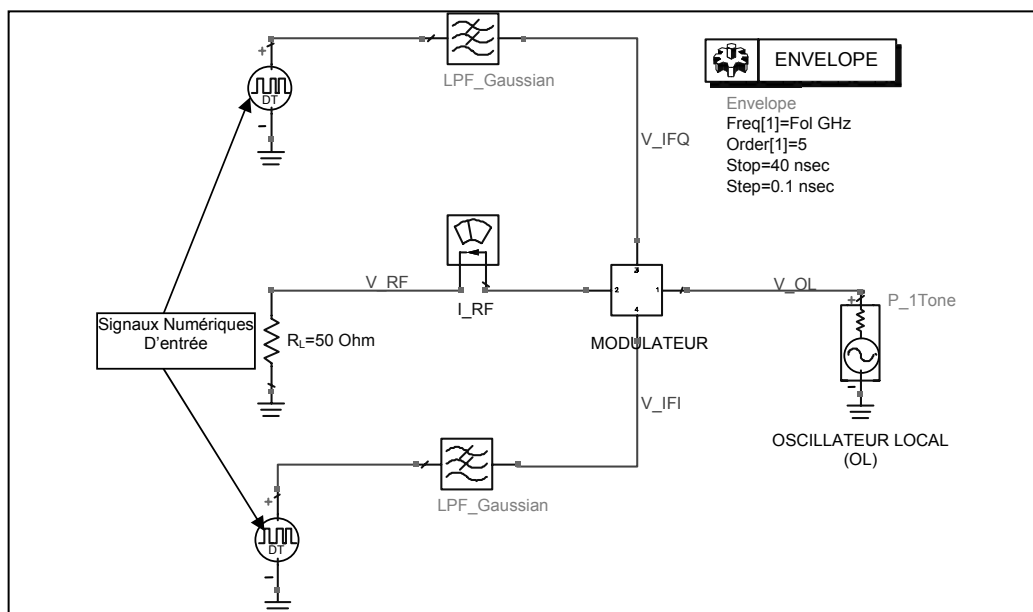 +
DT
-
LPF_Gaussian
ENVELOPE
Envelope
Freq[1]=Fol GHz
Order[1]=5
Stop=40 nsec
Step=0.1 nsec
V_IFQ
V_RF
I_RF
3
2
1
4
MODULATEUR
V_OL
+
P_1Tone
-
Signaux Numériques
D'entrée
RL=50 Ohm
V_IFI
OSCILLATEUR LOCAL
(OL)
LPF_Gaussian
+
DT
-